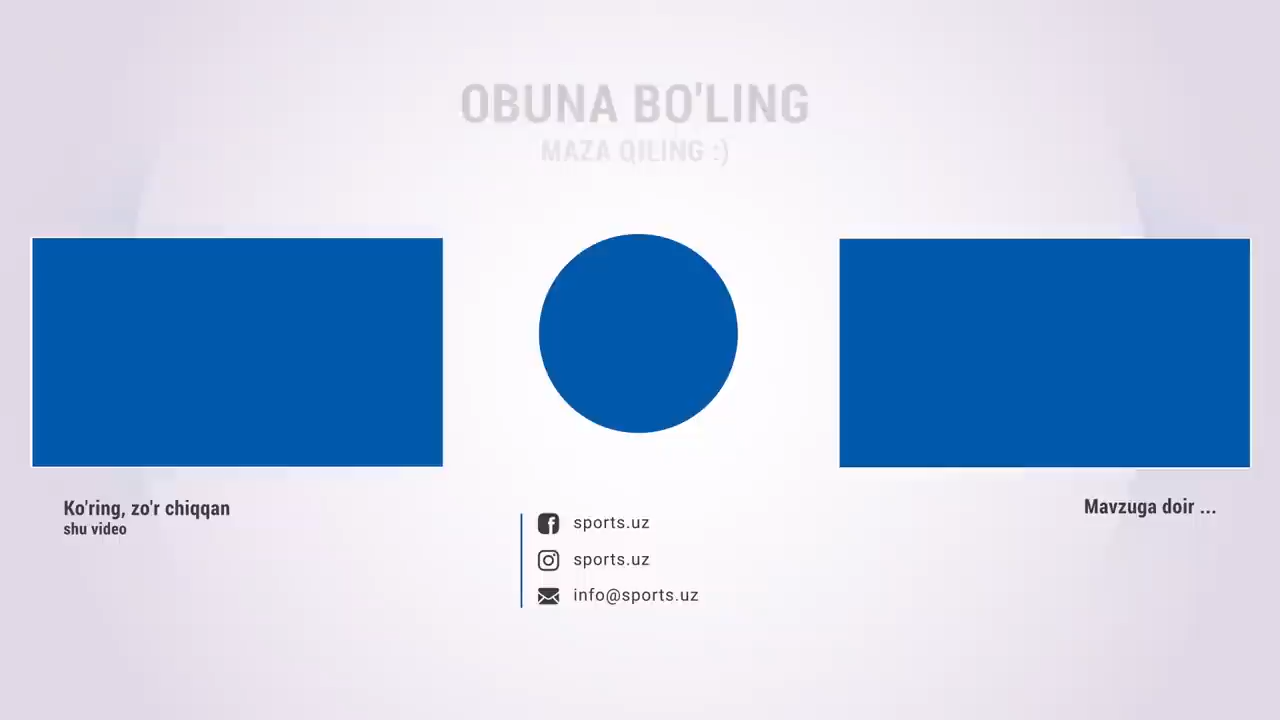 OBUNA BO'LING
MAZA QILING :)
Ko'ring, zo'r chiqqan
shu video
Mavzuga doir ...
sports.uz
sports.uz
info@sports.uz